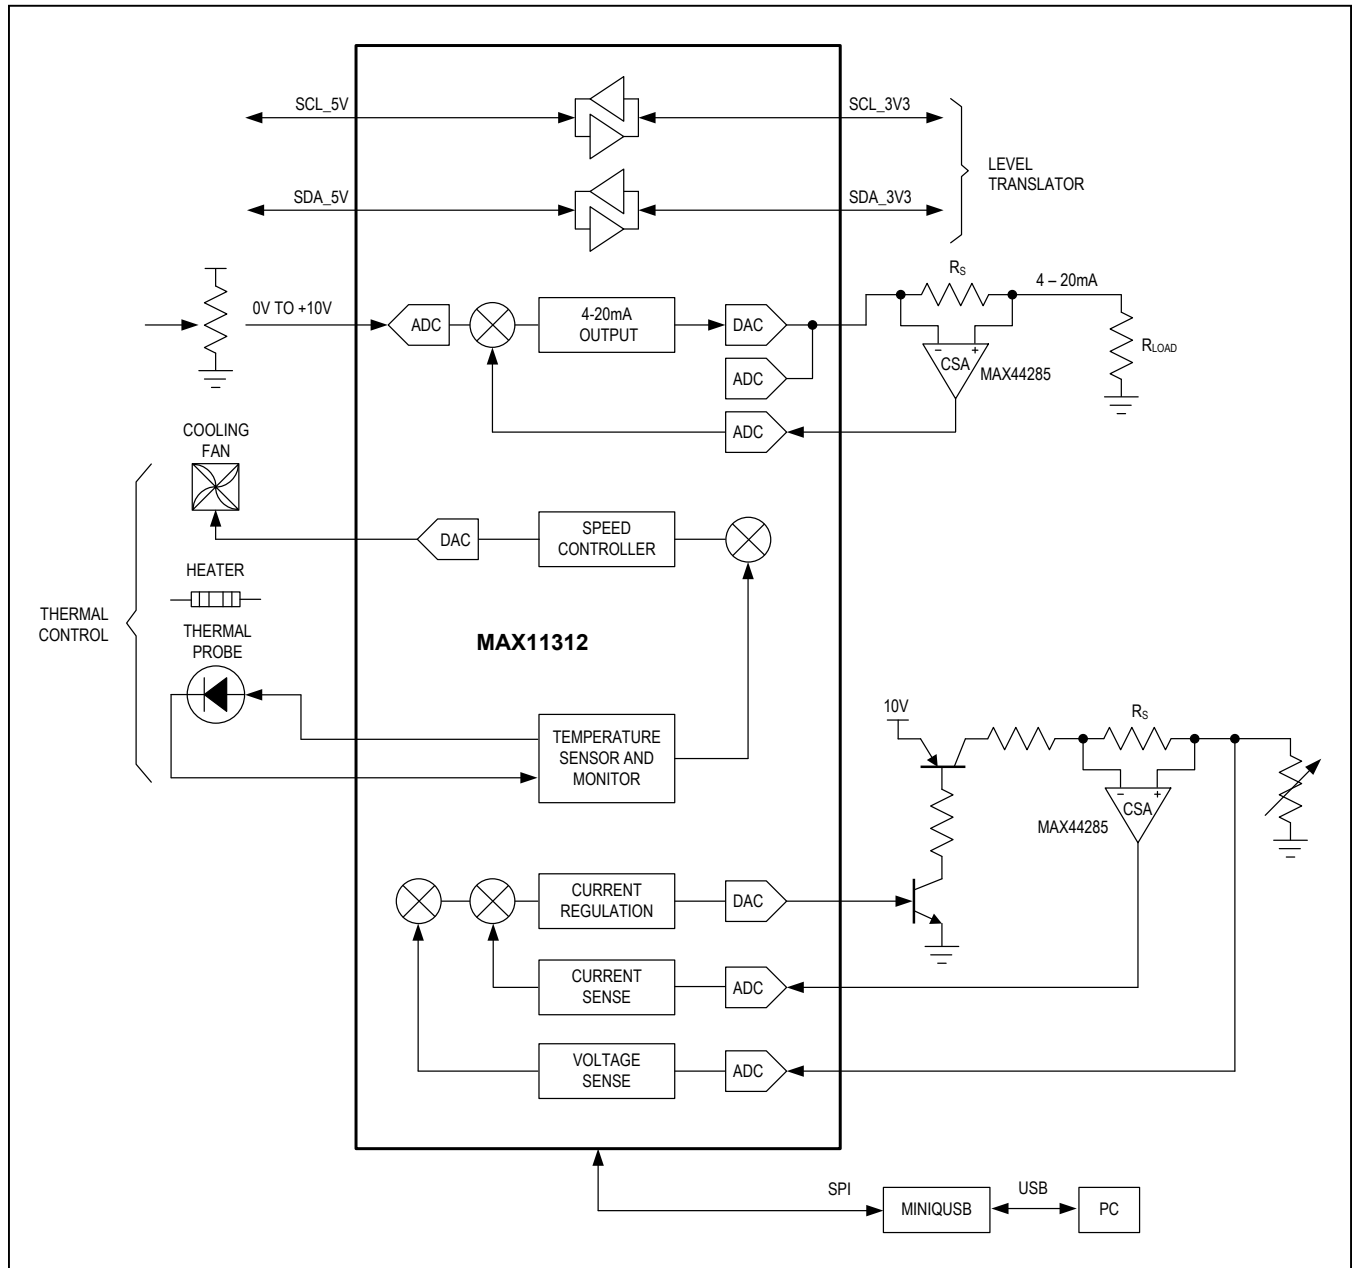 SCL_5V
SCL_3V3
LEVEL
TRANSLATOR
SDA_5V
SDA_3V3
0V TO +10V
ADC
4-20mA
OUTPUT
DAC
ADC
ADC
RS
4 – 20mA
RLOAD
- +
CSA
MAX44285
COOLING
FAN
DAC
SPEED
CONTROLLER
HEATER
THERMAL
CONTROL
THERMAL
PROBE
MAX11312
TEMPERATURE
SENSOR AND
MONITOR
10V
RS
- +
CSA
MAX44285
CURRENT
REGULATION
DAC
CURRENT
SENSE
ADC
VOLTAGE
SENSE
ADC
SPI
MINIQUSB
USB
PC